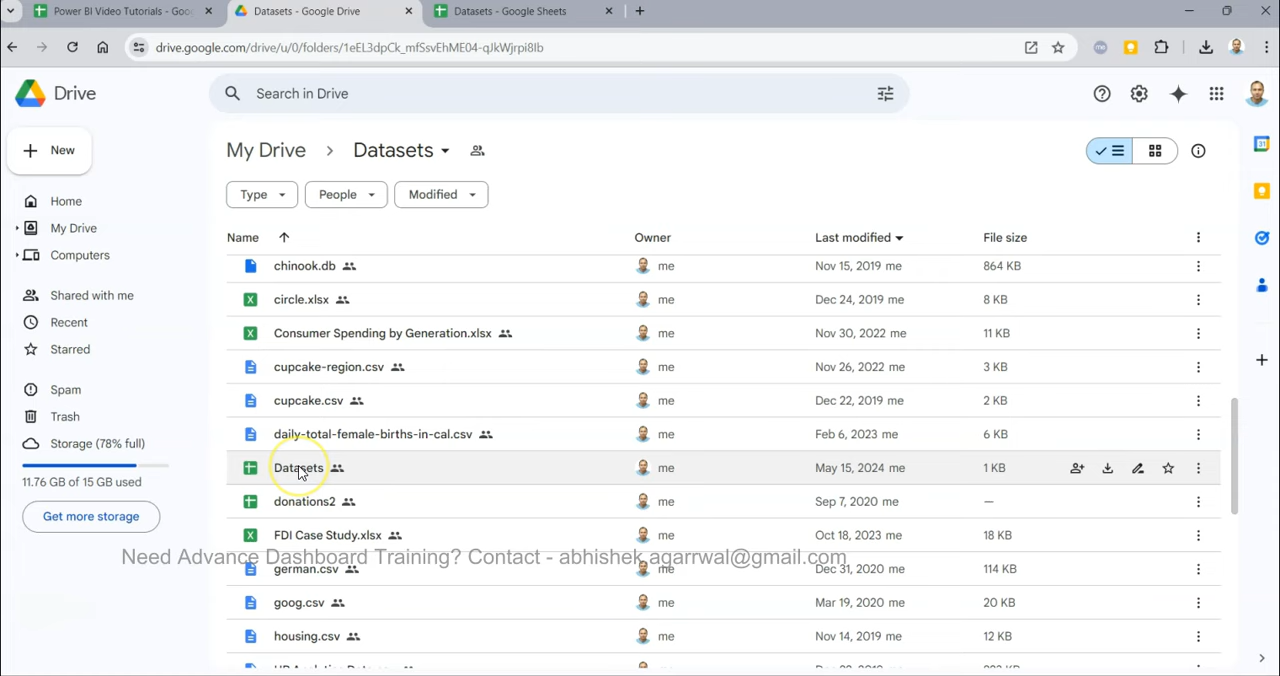 Power BI Video Tutorials - Goo
Datasets - Google Drive
Datasets - Google Sheets
drive.google.com/drive/u/0/folders/1eEL3dpCk_mfSsvEhME04-qJkWjrpi8Ib
Drive
Search in Drive
New
My Drive
Datasets
Type
People
Modified
Home
My Drive
Computers
Shared with me
Recent
Starred
Spam
Trash
Storage (78% full)
11.76 GB of 15 GB used
Get more storage
Name Owner Last modified File size
chinook.db me Nov 15, 2019 me 864 KB
circle.xlsx me Dec 24, 2019 me 8 KB
Consumer Spending by Generation.xlsx me Nov 30, 2022 me 11 KB
cupcake-region.csv me Nov 26, 2022 me 3 KB
cupcake.csv me Dec 22, 2019 me 2 KB
daily-total-female-births-in-cal.csv me Feb 6, 2023 me 6 KB
Datasets me May 15, 2024 me 1 KB
donations2 me Sep 7, 2020 me —
FDI Case Study.xlsx me Oct 18, 2023 me 18 KB
Need Advance Dashboard Training? Contact - abhishek.agarrwal@gmail.com
german.csv me Dec 31, 2020 me 114 KB
goog.csv me Mar 19, 2020 me 20 KB
housing.csv me Nov 14, 2019 me 12 KB